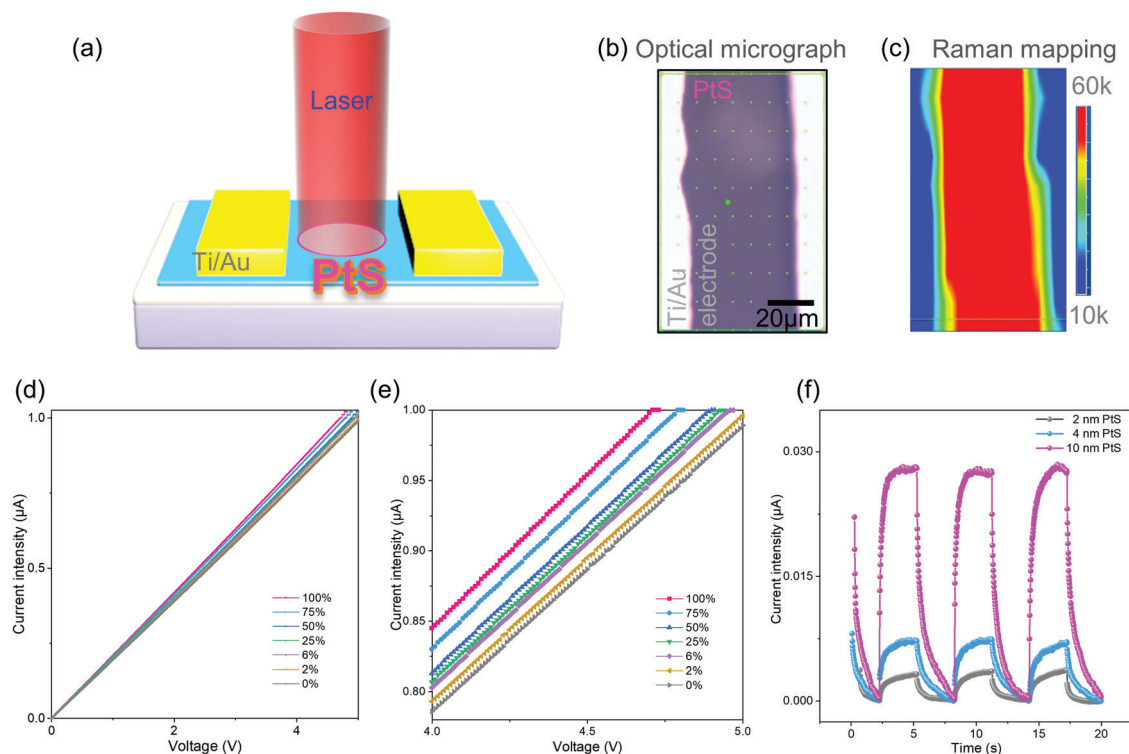 (a)
Laser
Ti/Au
PtS
(b) Optical micrograph
PtS
Ti/Au
electrode
20μm
(c) Raman mapping
60k
10k
(d)
Current intensity (μA)
1.0
0.5
0.0
0
2
4
Voltage (V)
100%
75%
50%
25%
6%
2%
0%
(e)
Current intensity (μA)
1.00
0.95
0.90
0.85
0.80
4.0
4.5
5.0
Voltage (V)
100%
75%
50%
25%
6%
2%
0%
(f)
Current intensity (μA)
0.030
0.015
0.000
0
5
10
15
20
Time (s)
2 nm PtS
4 nm PtS
10 nm PtS